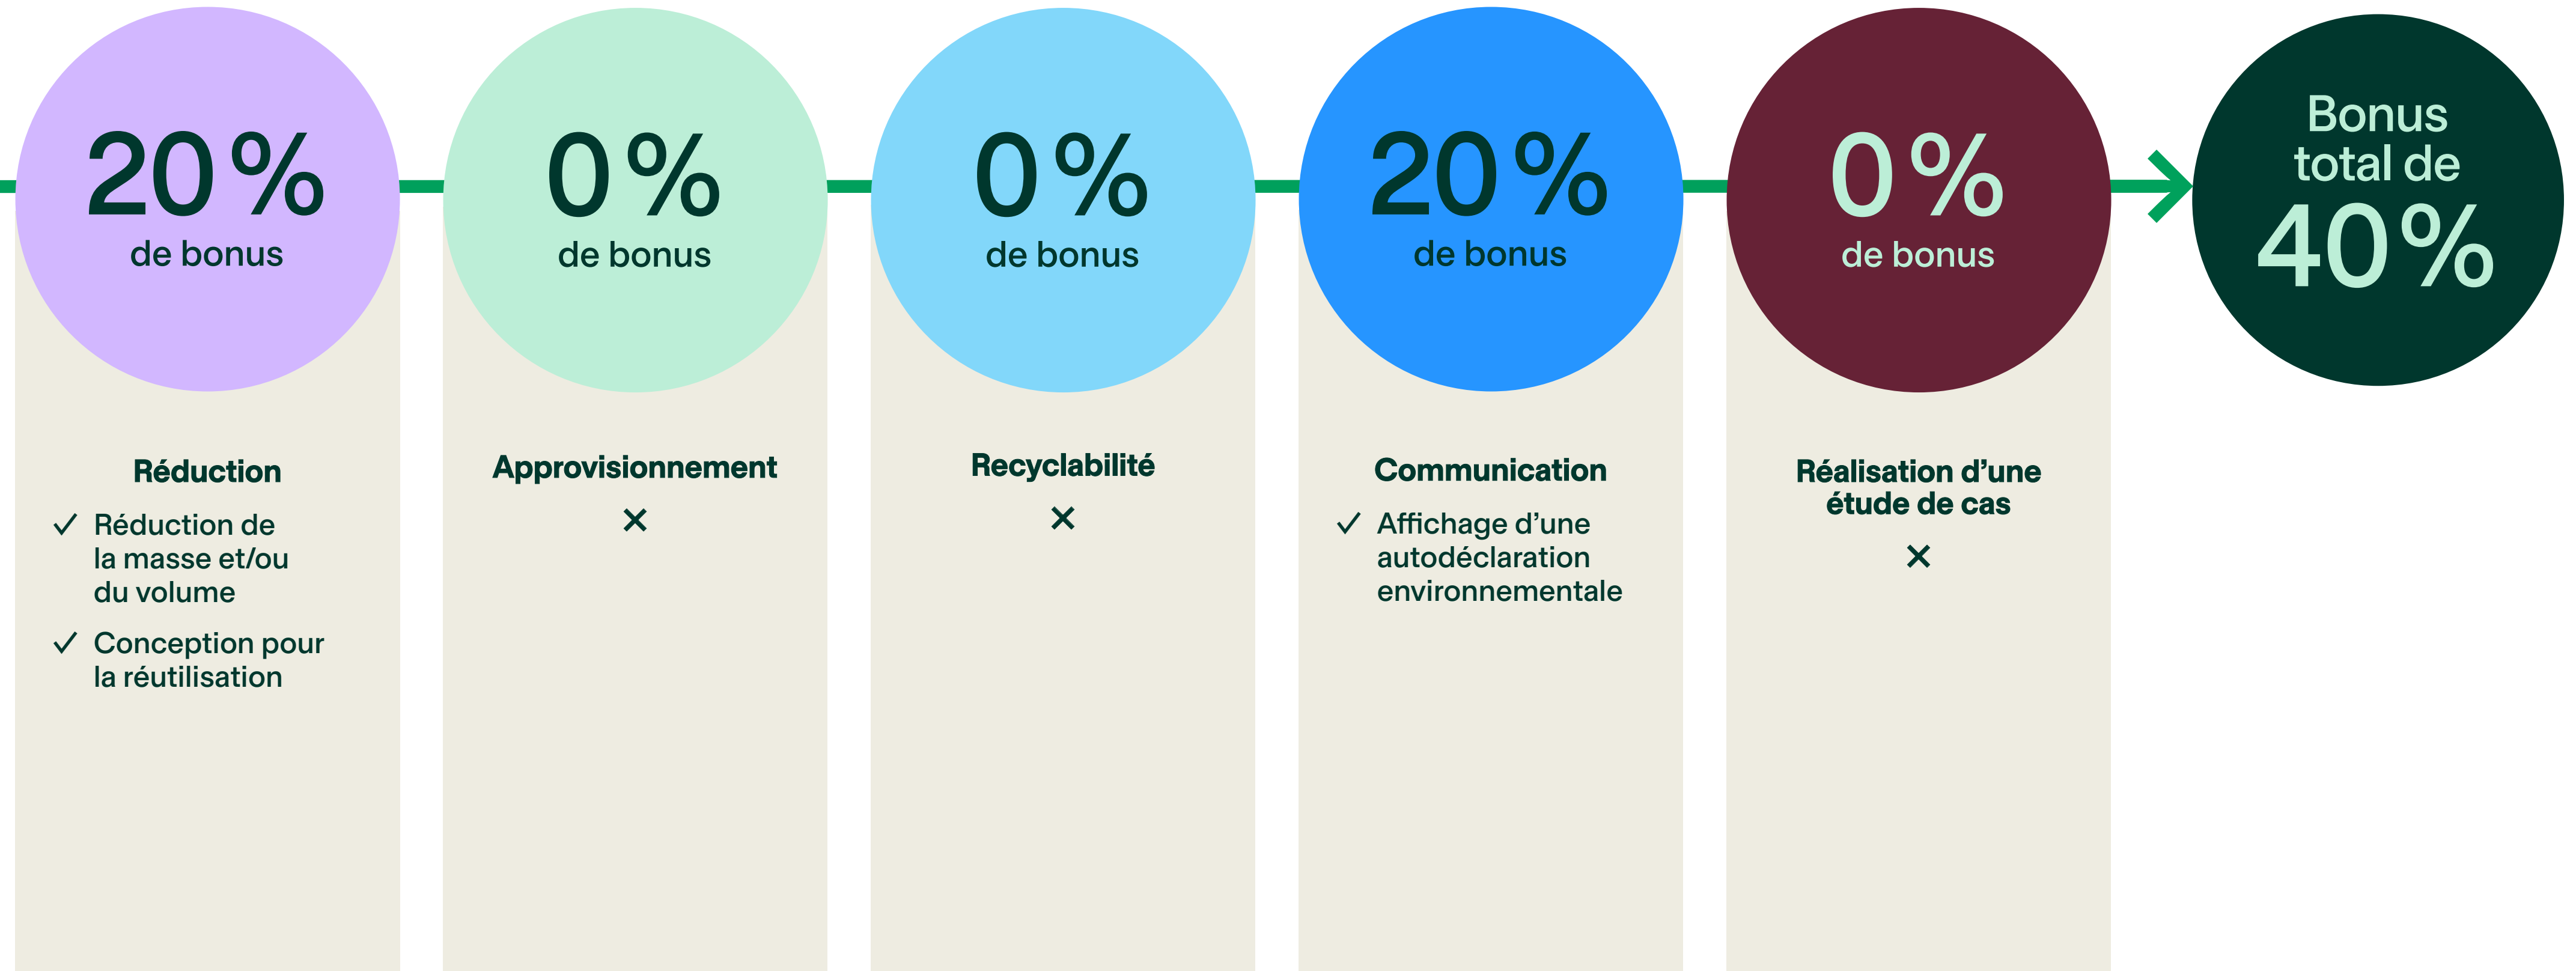 20 %
de bonus
0 %
de bonus
0 %
de bonus
20 %
de bonus
0 %
de bonus
Bonus
total de
40 %
Réduction
✓ Réduction de
la masse et/ou
du volume
✓ Conception pour
la réutilisation
Approvisionnement
×
Recyclabilité
×
Communication
✓ Affichage d’une
autodéclaration
environnementale
Réalisation d’une
étude de cas
×